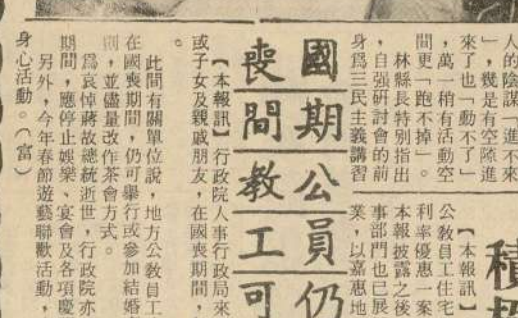 人的陰謀「進不來
」,幾是有空隙進
來了也「動不了」
,萬一稍有活動空
間更「跑不掉」。
林縣長特別指出
,自强研討會的前
身爲三民主義講習
積
【本報訊】
公教員工住宅
利率優惠一案
本報披露之後
事部門也已展
業,以嘉惠地
國喪期間公教員工仍可
【本報訊】行政院人事行政局來
或子女及親戚朋友,在國喪期間,
。
此間有關單位說,地方公教員工
在國喪期間,仍可舉行或參加結婚
,並儘量改作茶會方式。
爲哀悼蔣故總統逝世,行政院亦
期間,應停止娛樂、宴會及各項慶
另外,今年春節遊藝聯歡活動,
身心活動。(富)